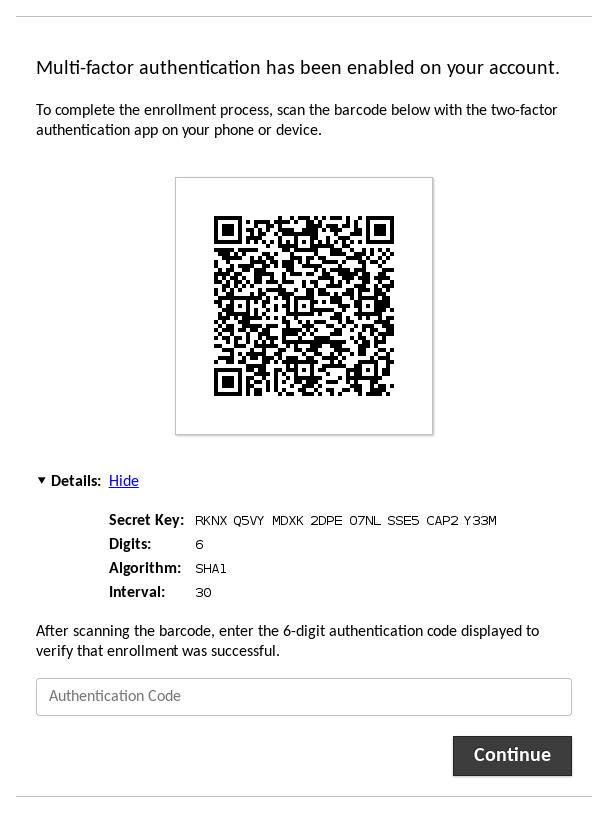 Multi-factor authentication has been enabled on your account.
To complete the enrollment process, scan the barcode below with the two-factor
authentication app on your phone or device.
Details: Hide
Secret Key: RKNX Q5VY MDXK 2DPE O7NL SSE5 CAP2 Y33M
Digits: 6
Algorithm: SHA1
Interval: 30
After scanning the barcode, enter the 6-digit authentication code displayed to
verify that enrollment was successful.
Authentication Code
Continue